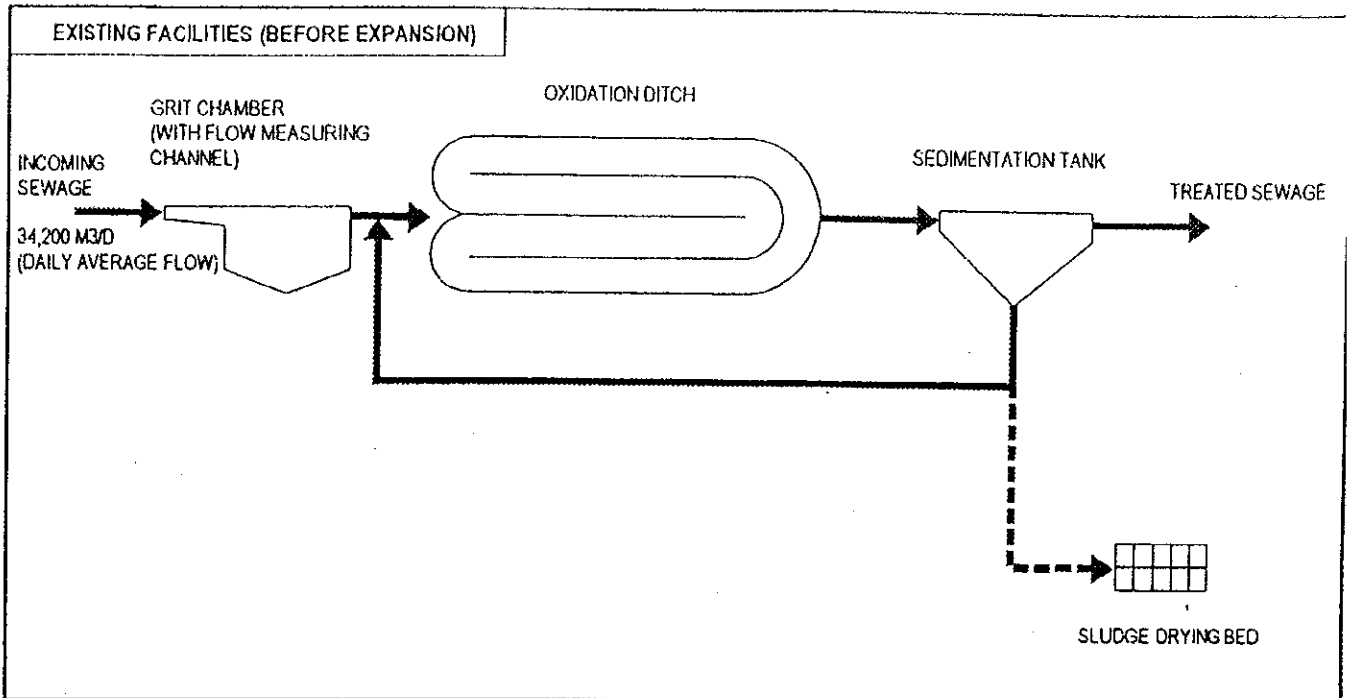 EXISTING FACILITIES (BEFORE EXPANSION)
OXIDATION DITCH
GRIT CHAMBER
(WITH FLOW MEASURING
CHANNEL)
SEDIMENTATION TANK
INCOMING
SEWAGE
TREATED SEWAGE
34,200 M3/D
(DAILY AVERAGE FLOW)
SLUDGE DRYING BED